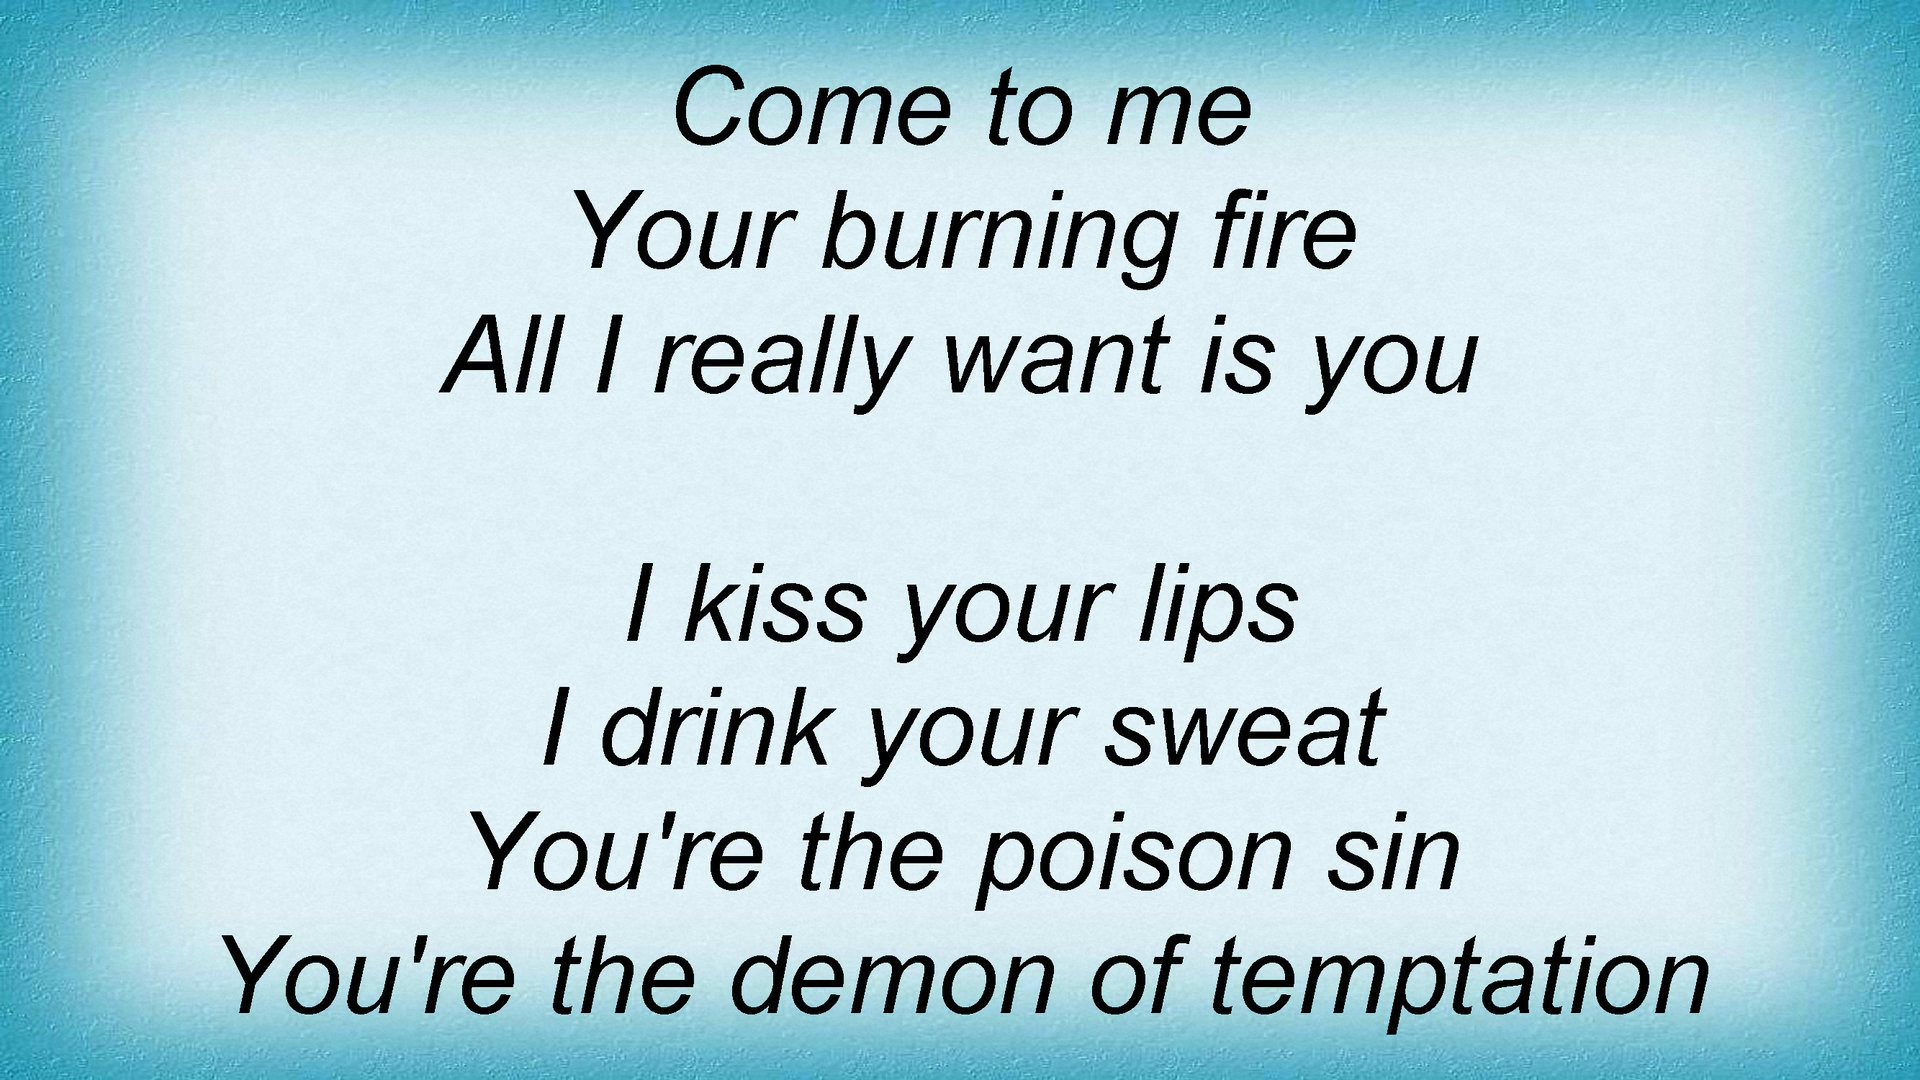 Come to me
Your burning fire
All I really want is you
I kiss your lips
I drink your sweat
You're the poison sin
You're the demon of temptation